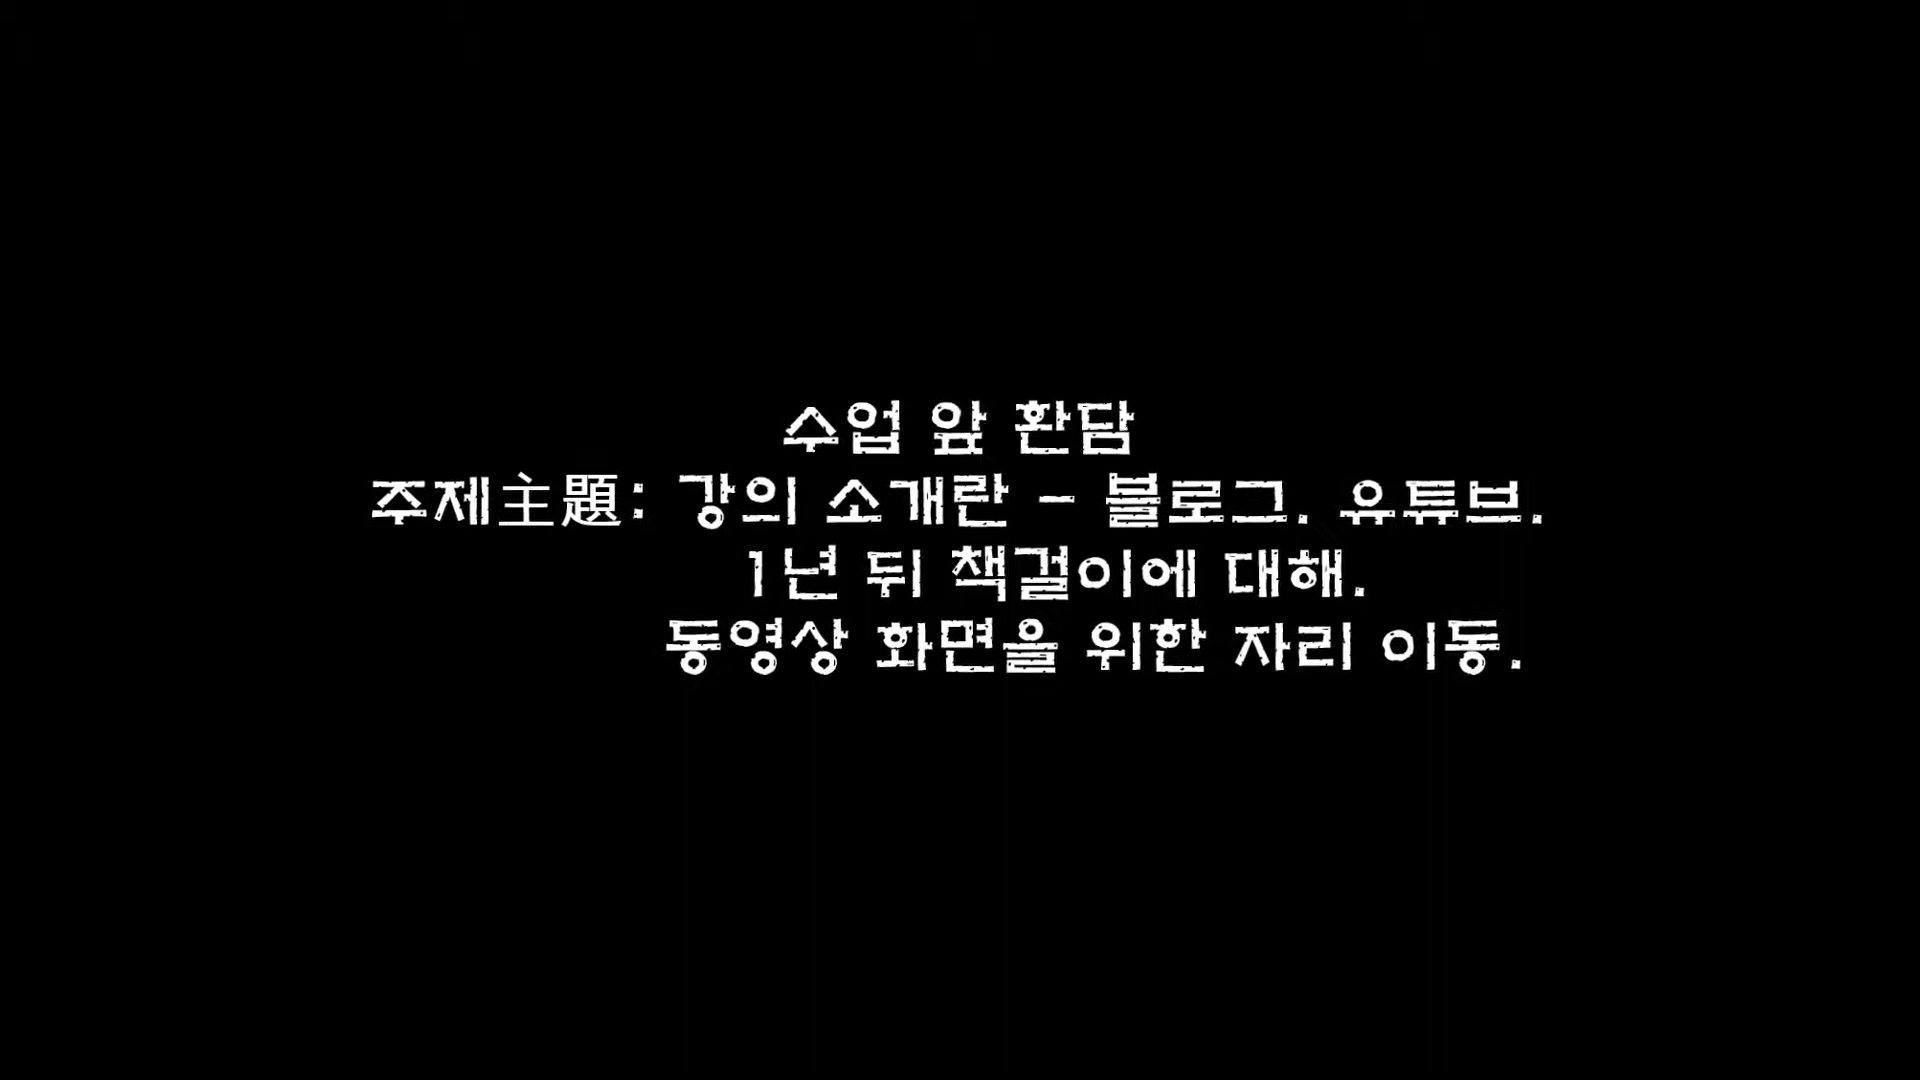 수업 앞 환담
주제主題: 강의 소개란 - 블로그. 유튜브.
1년 뒤 책걸이에 대해.
동영상 화면을 위한 자리 이동.